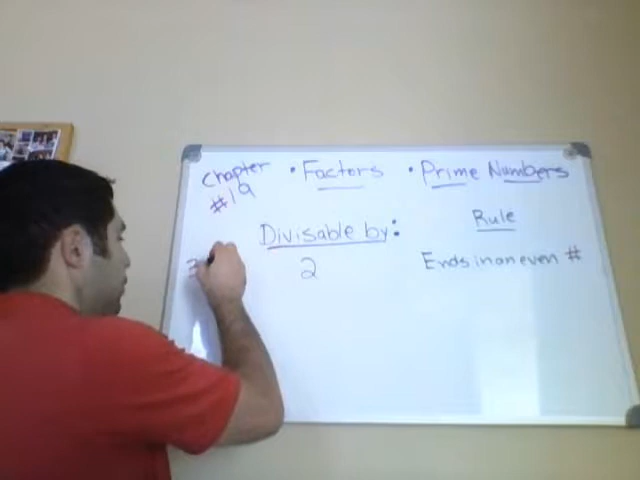 Chapter
#19
• Factors
• Prime Numbers
Divisable by:
Rule
2
Ends in an even #